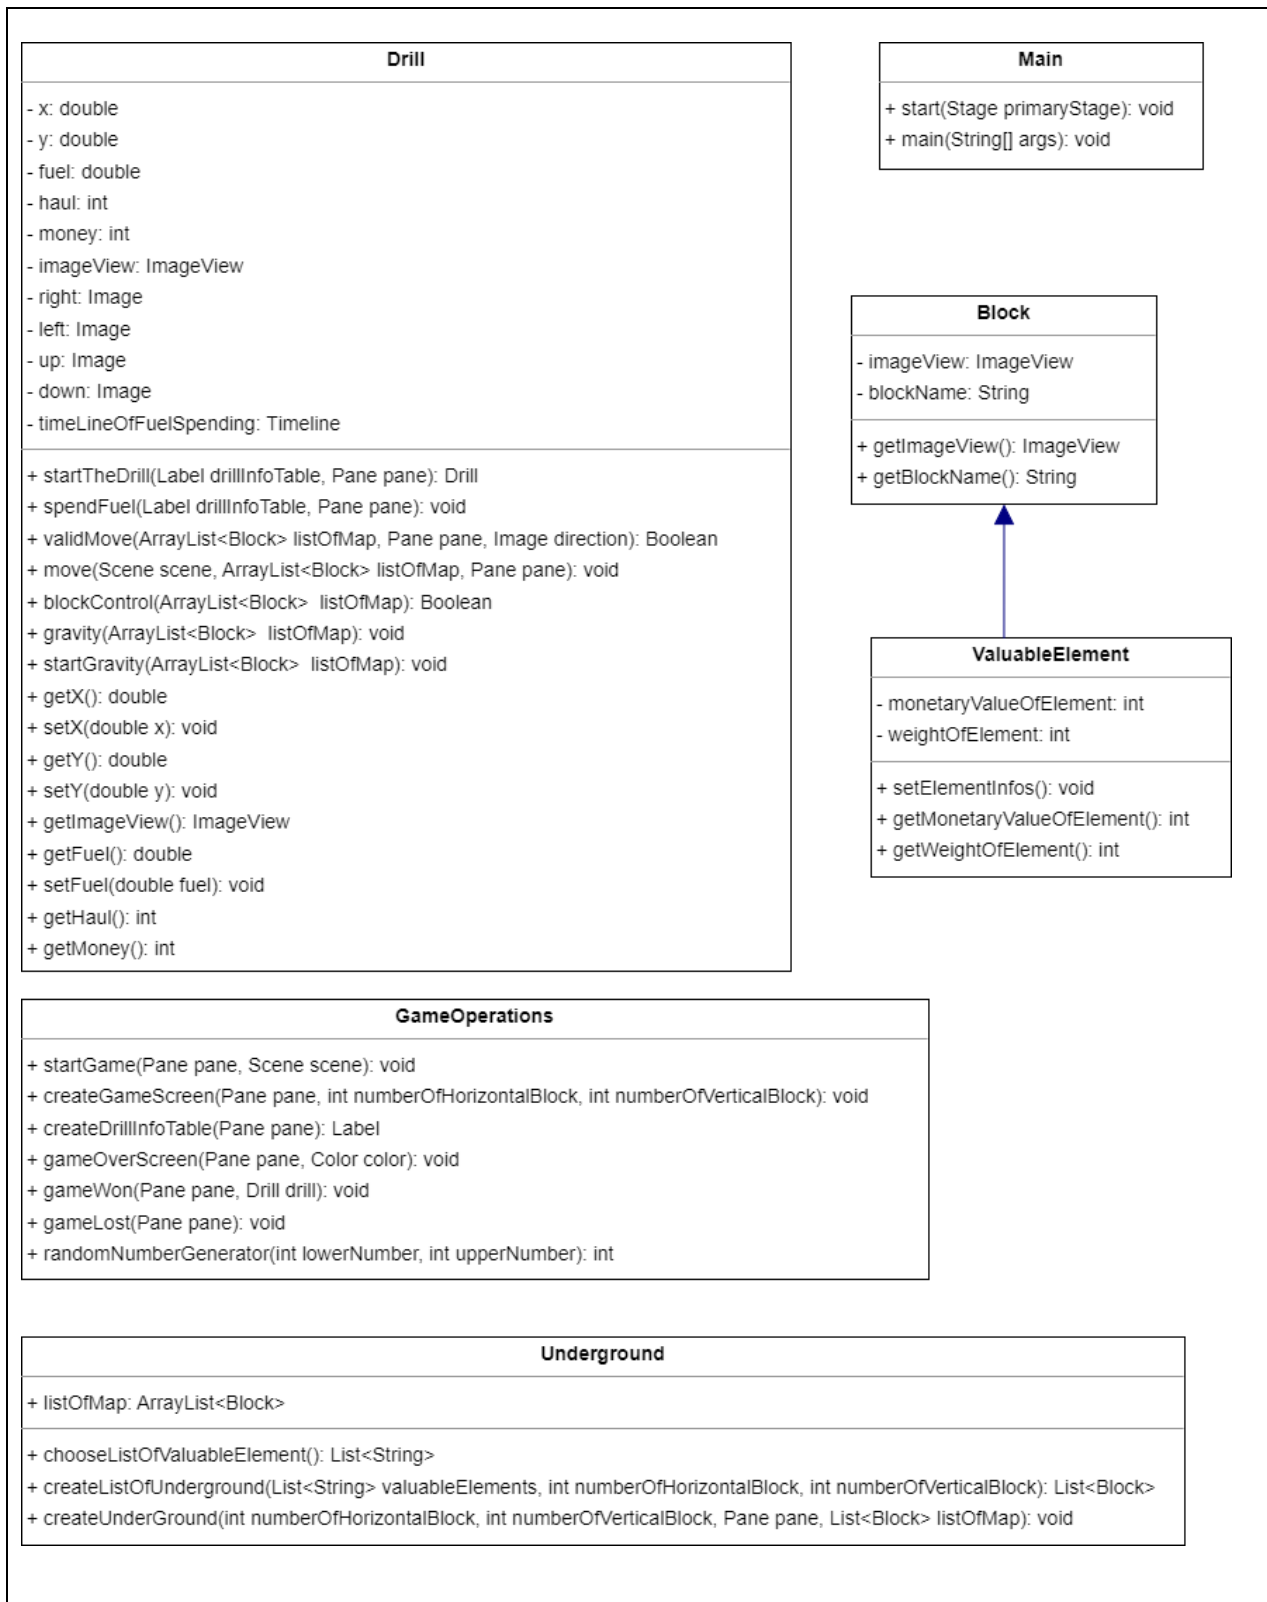 Drill
- x: double
- y: double
- fuel: double
- haul: int
- money: int
- imageView: ImageView
- right: Image
- left: Image
- up: Image
- down: Image
- timeLineOfFuelSpending: Timeline
+ startTheDrill(Label drillInfoTable, Pane pane): Drill
+ spendFuel(Label drillInfoTable, Pane pane): void
+ validMove(ArrayList<Block> listOfMap, Pane pane, Image direction): Boolean
+ move(Scene scene, ArrayList<Block> listOfMap, Pane pane): void
+ blockControl(ArrayList<Block> listOfMap): Boolean
+ gravity(ArrayList<Block> listOfMap): void
+ startGravity(ArrayList<Block> listOfMap): void
+ getX(): double
+ setX(double x): void
+ getY(): double
+ setY(double y): void
+ getImageView(): ImageView
+ getFuel(): double
+ setFuel(double fuel): void
+ getHaul(): int
+ getMoney(): int
Main
+ start(Stage primaryStage): void
+ main(String[] args): void
Block
- imageView: ImageView
- blockName: String
+ getImageView(): ImageView
+ getBlockName(): String
ValuableElement
- monetaryValueOfElement: int
- weightOfElement: int
+ setElementInfos(): void
+ getMonetaryValueOfElement(): int
+ getWeightOfElement(): int
GameOperations
+ startGame(Pane pane, Scene scene): void
+ createGameScreen(Pane pane, int numberOfHorizontalBlock, int numberOfVerticalBlock): void
+ createDrillInfoTable(Pane pane): Label
+ gameOverScreen(Pane pane, Color color): void
+ gameWon(Pane pane, Drill drill): void
+ gameLost(Pane pane): void
+ randomNumberGenerator(int lowerNumber, int upperNumber): int
Underground
+ listOfMap: ArrayList<Block>
+ chooseListOfValuableElement(): List<String>
+ createListOfUnderground(List<String> valuableElements, int numberOfHorizontalBlock, int numberOfVerticalBlock): List<Block>
+ createUnderGround(int numberOfHorizontalBlock, int numberOfVerticalBlock, Pane pane, List<Block> listOfMap): void